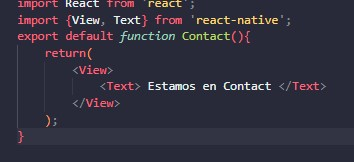 import React from 'react';
import {View, Text} from 'react-native';
export default function Contact(){
return(
<View>
<Text> Estamos en Contact </Text>
</View>
);
}